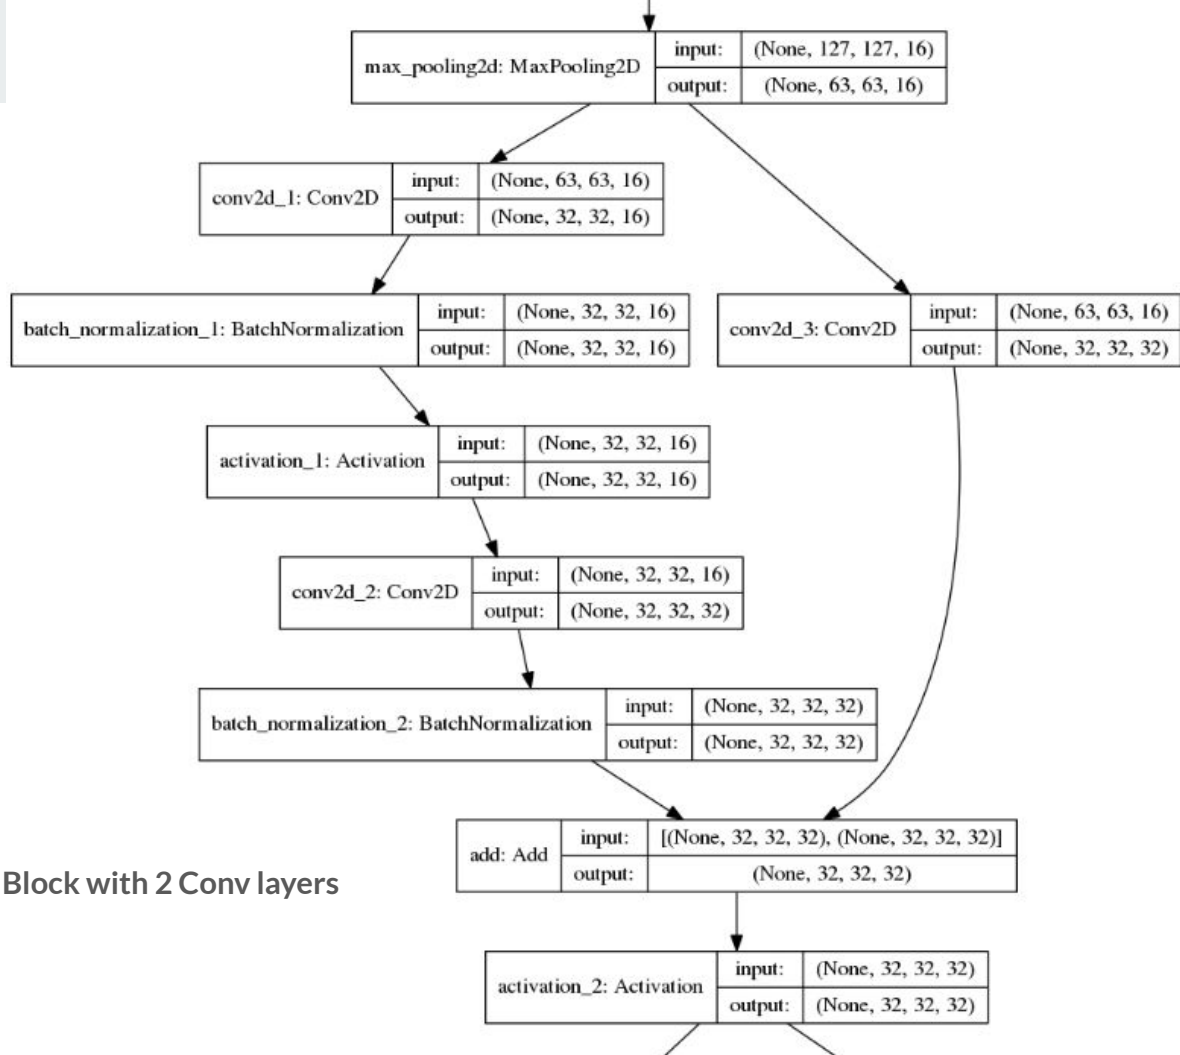 max_pooling2d: MaxPooling2D
input: (None, 127, 127, 16)
output: (None, 63, 63, 16)
conv2d_1: Conv2D
input: (None, 63, 63, 16)
output: (None, 32, 32, 16)
batch_normalization_1: BatchNormalization
input: (None, 32, 32, 16)
output: (None, 32, 32, 16)
conv2d_3: Conv2D
input: (None, 63, 63, 16)
output: (None, 32, 32, 32)
activation_1: Activation
input: (None, 32, 32, 16)
output: (None, 32, 32, 16)
conv2d_2: Conv2D
input: (None, 32, 32, 16)
output: (None, 32, 32, 32)
batch_normalization_2: BatchNormalization
input: (None, 32, 32, 32)
output: (None, 32, 32, 32)
add: Add
input: [(None, 32, 32, 32), (None, 32, 32, 32)]
output: (None, 32, 32, 32)
Block with 2 Conv layers
activation_2: Activation
input: (None, 32, 32, 32)
output: (None, 32, 32, 32)